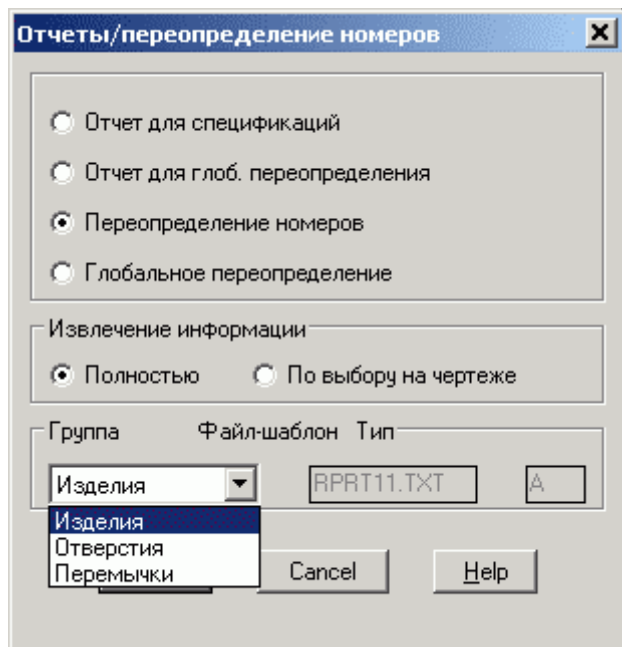 Отчеты/переопределение номеров
Отчет для спецификаций
Отчет для глоб. переопределения
Переопределение номеров
Глобальное переопределение
Извлечение информации
Полностью По выбору на чертеже
Группа Файл-шаблон Тип
Изделия RPRT11.TXT A
Изделия
Отверстия
Перемычки
Cancel Help